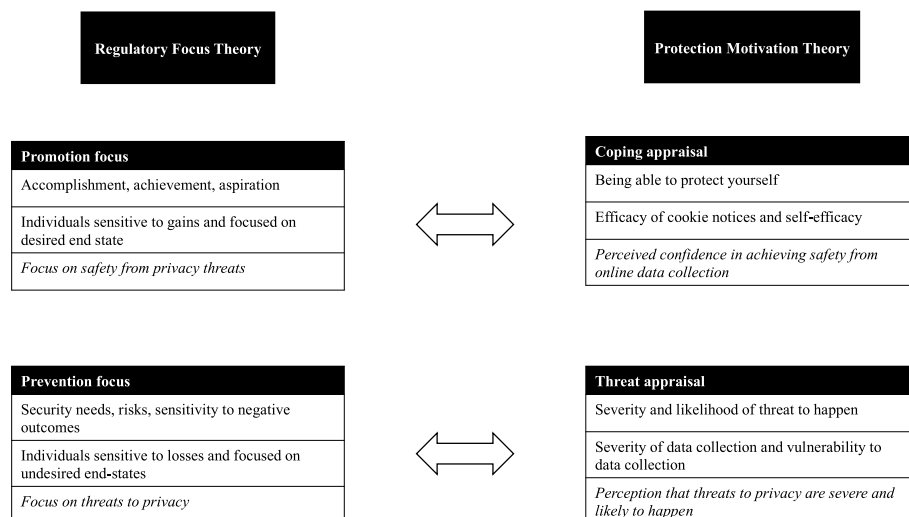 Regulatory Focus Theory
Protection Motivation Theory
Promotion focus
Accomplishment, achievement, aspiration
Individuals sensitive to gains and focused on
desired end state
Focus on safety from privacy threats
Coping appraisal
Being able to protect yourself
Efficacy of cookie notices and self-efficacy
Perceived confidence in achieving safety from
online data collection
Prevention focus
Security needs, risks, sensitivity to negative
outcomes
Individuals sensitive to losses and focused on
undesired end-states
Focus on threats to privacy
Threat appraisal
Severity and likelihood of threat to happen
Severity of data collection and vulnerability to
data collection
Perception that threats to privacy are severe and
likely to happen